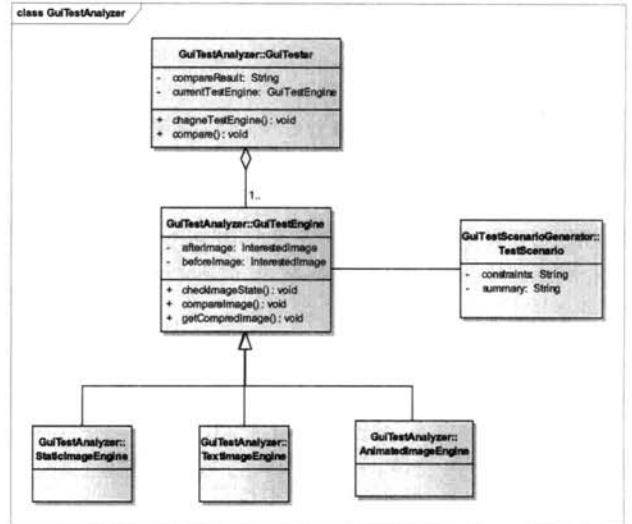 class GuiTestAnalyzer
GuiTestAnalyzer::GuiTester
- compareResult: String
- currentTestEngine: GuiTestEngine
+ chagneTestEngine() : void
+ compare() : void
1..
GuiTestAnalyzer::GuiTestEngine
- afterImage: InterestedImage
- beforeImage: InterestedImage
+ checkImageState() : void
+ compareImage() : void
+ getCompredImage() : void
GuiTestScenarioGenerator::
TestScenario
- constraints: String
- summary: String
GuiTestAnalyzer::
StaticImageEngine
GuiTestAnalyzer::
TextImageEngine
GuiTestAnalyzer::
AnimatedImageEngine